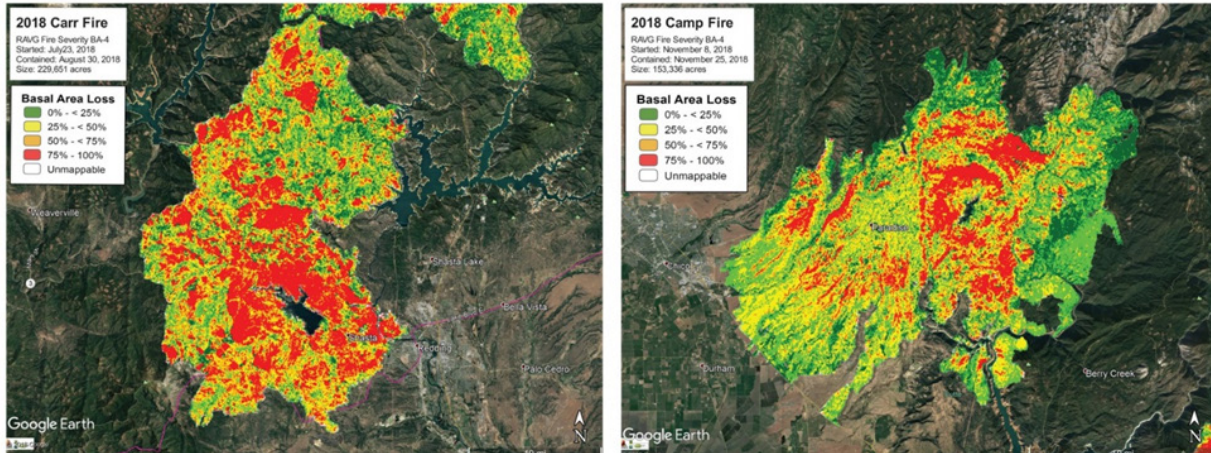 2018 Carr Fire
RAVG Fire Severity BA-4
Started: July23, 2018
Contained: August 30, 2018
Size: 229,651 acres
Basal Area Loss
0% - < 25%
25% - < 50%
50% - < 75%
75% - 100%
Unmappable
Weaverville
3
Shasta Lake
Bella Vista
Shasta
Redding
Palo Cedro
Google Earth
N
2018 Camp Fire
RAVG Fire Severity BA-4
Started: November 8, 2018
Contained: November 25, 2018
Size: 153,336 acres
Basal Area Loss
0% - < 25%
25% - < 50%
50% - < 75%
75% - 100%
Unmappable
Paradise
Chico
Durham
Berry Creek
Google Earth
N